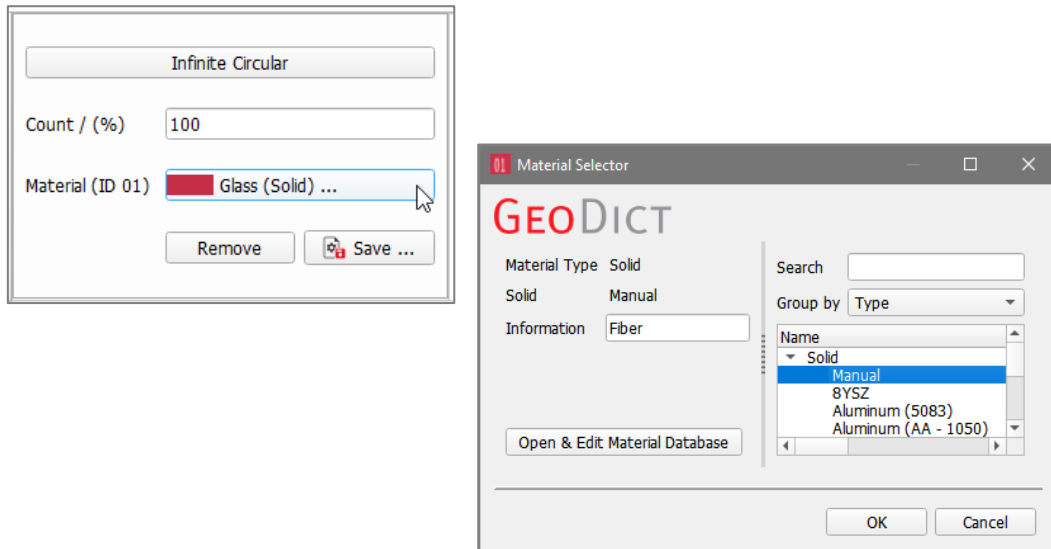 Infinite Circular
Count / (%) 100
Material (ID 01) Glass (Solid) ...
Remove Save ...
01 Material Selector
GEODICT
Material Type Solid
Solid Manual
Information Fiber
Open & Edit Material Database
Search
Group by Type
Name
Solid
Manual
8YSZ
Aluminum (5083)
Aluminum (AA - 1050)
OK Cancel